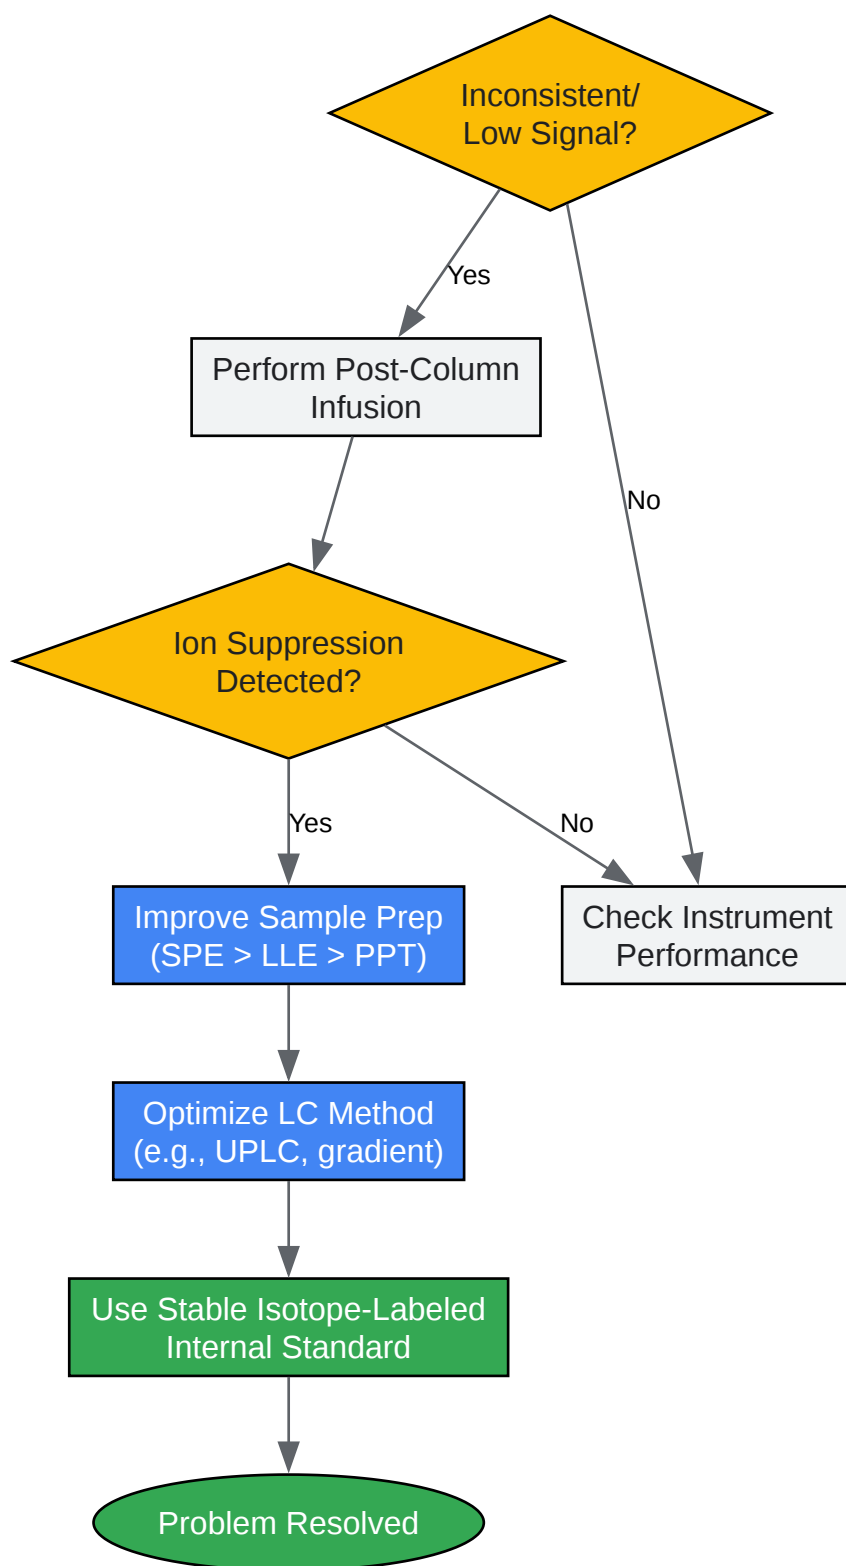 Inconsistent/
Low Signal?
Yes
Perform Post-Column
Infusion
No
Ion Suppression
Detected?
Yes
No
Improve Sample Prep
(SPE > LLE > PPT)
Check Instrument
Performance
Optimize LC Method
(e.g., UPLC, gradient)
Use Stable Isotope-Labeled
Internal Standard
Problem Resolved